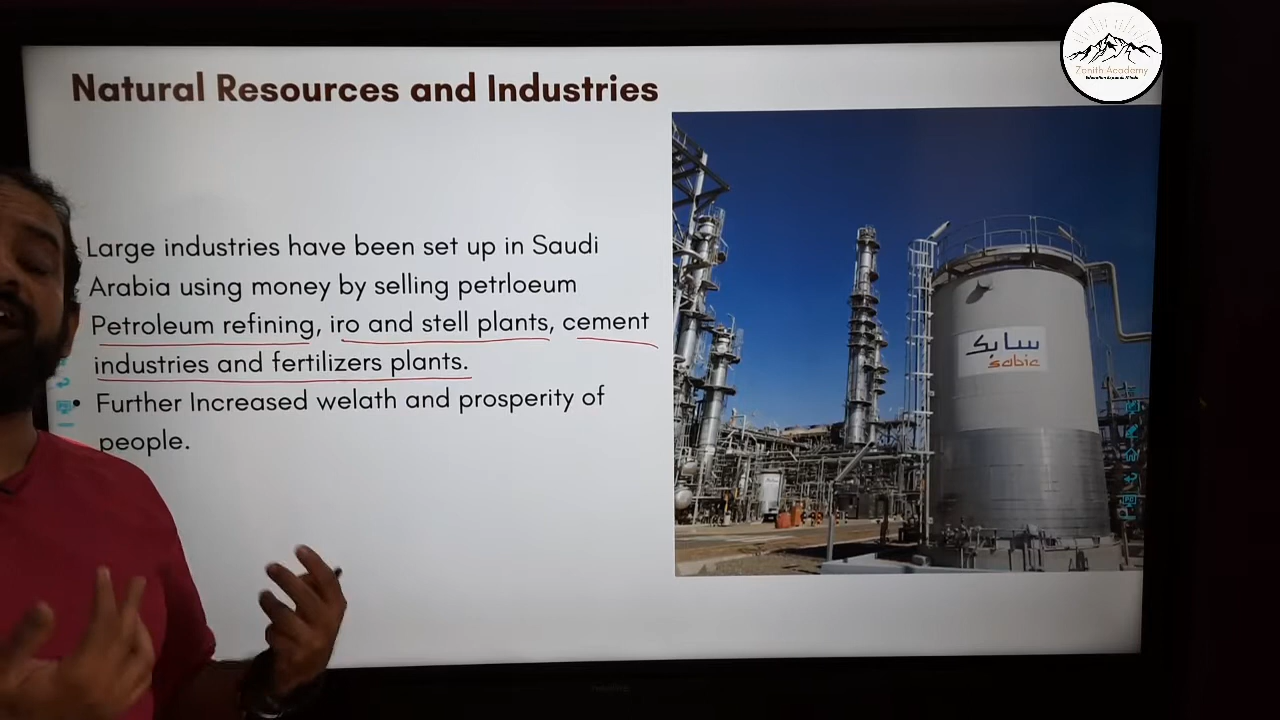 Natural Resources and Industries
Zenith Academy
Large industries have been set up in Saudi
Arabia using money by selling petrloeum
Petroleum refining, iro and stell plants, cement
industries and fertilizers plants.
• Further Increased welath and prosperity of
people.
سابك
sabic